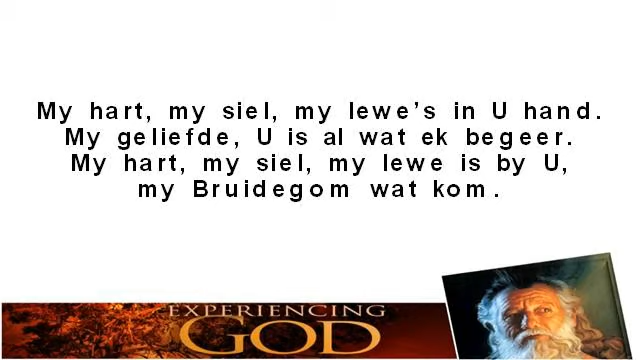 My hart, my siel, my lewe's in U hand.
My geliefde, U is al wat ek begeer.
My hart, my siel, my lewe is by U,
my Bruidegom wat kom.
EXPERIENCING
GOD